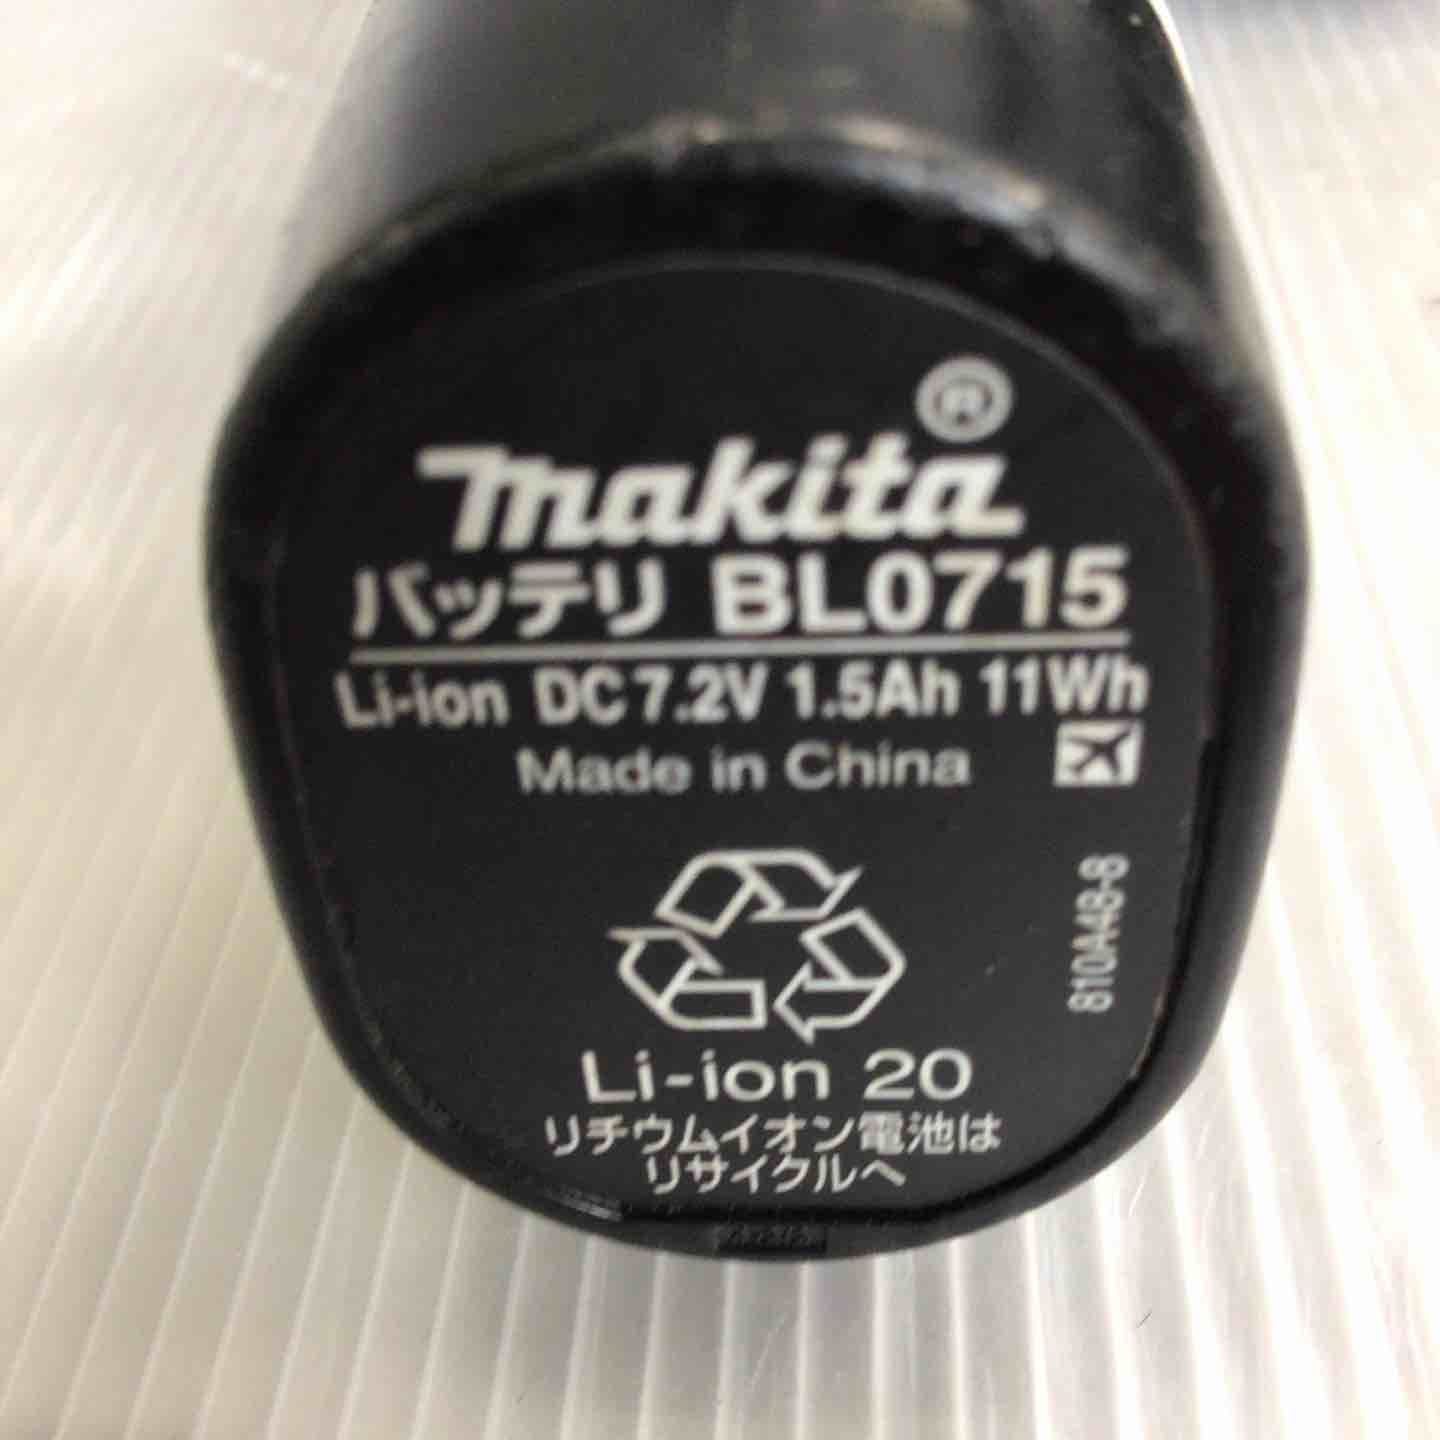 makita®
バッテリ BL0715
Li-ion DC7.2V 1.5Ah 11Wh
Made in China
810A48-8
Li-ion 20
リチウムイオン電池は
リサイクルへ